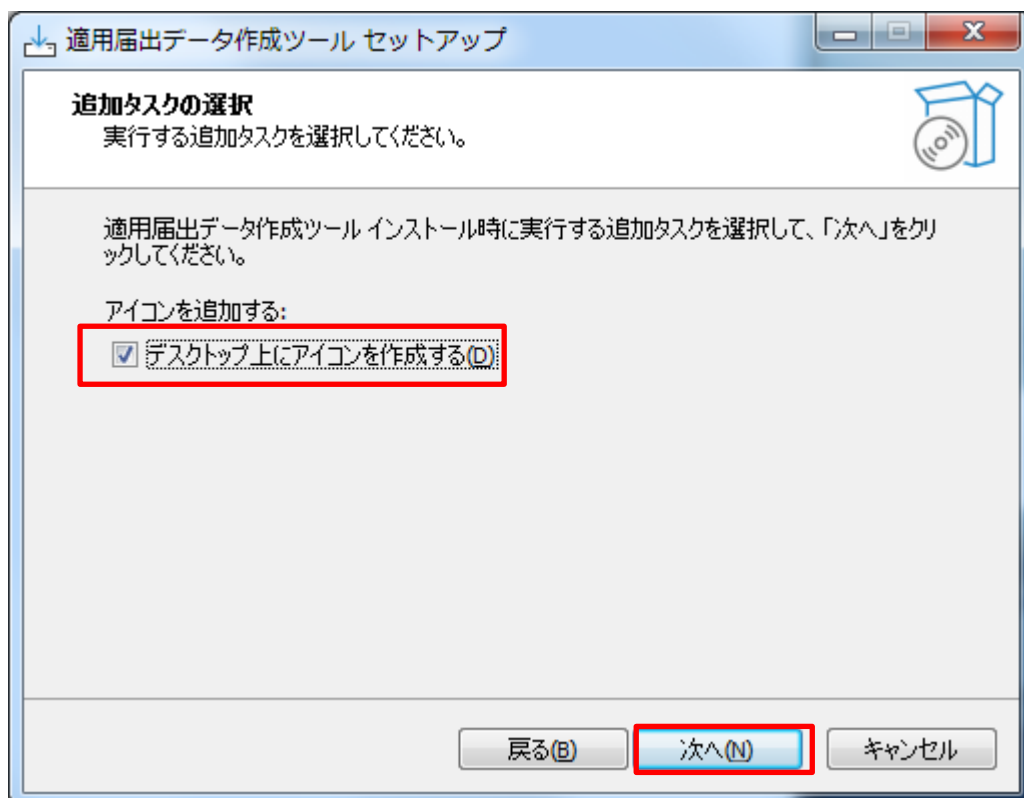 適用届出データ作成ツール セットアップ
追加タスクの選択
実行する追加タスクを選択してください。
適用届出データ作成ツール インストール時に実行する追加タスクを選択して、「次へ」をクリ
ックしてください。
アイコンを追加する:
デスクトップ上にアイコンを作成する(D)
戻る(B) 次へ(N) キャンセル